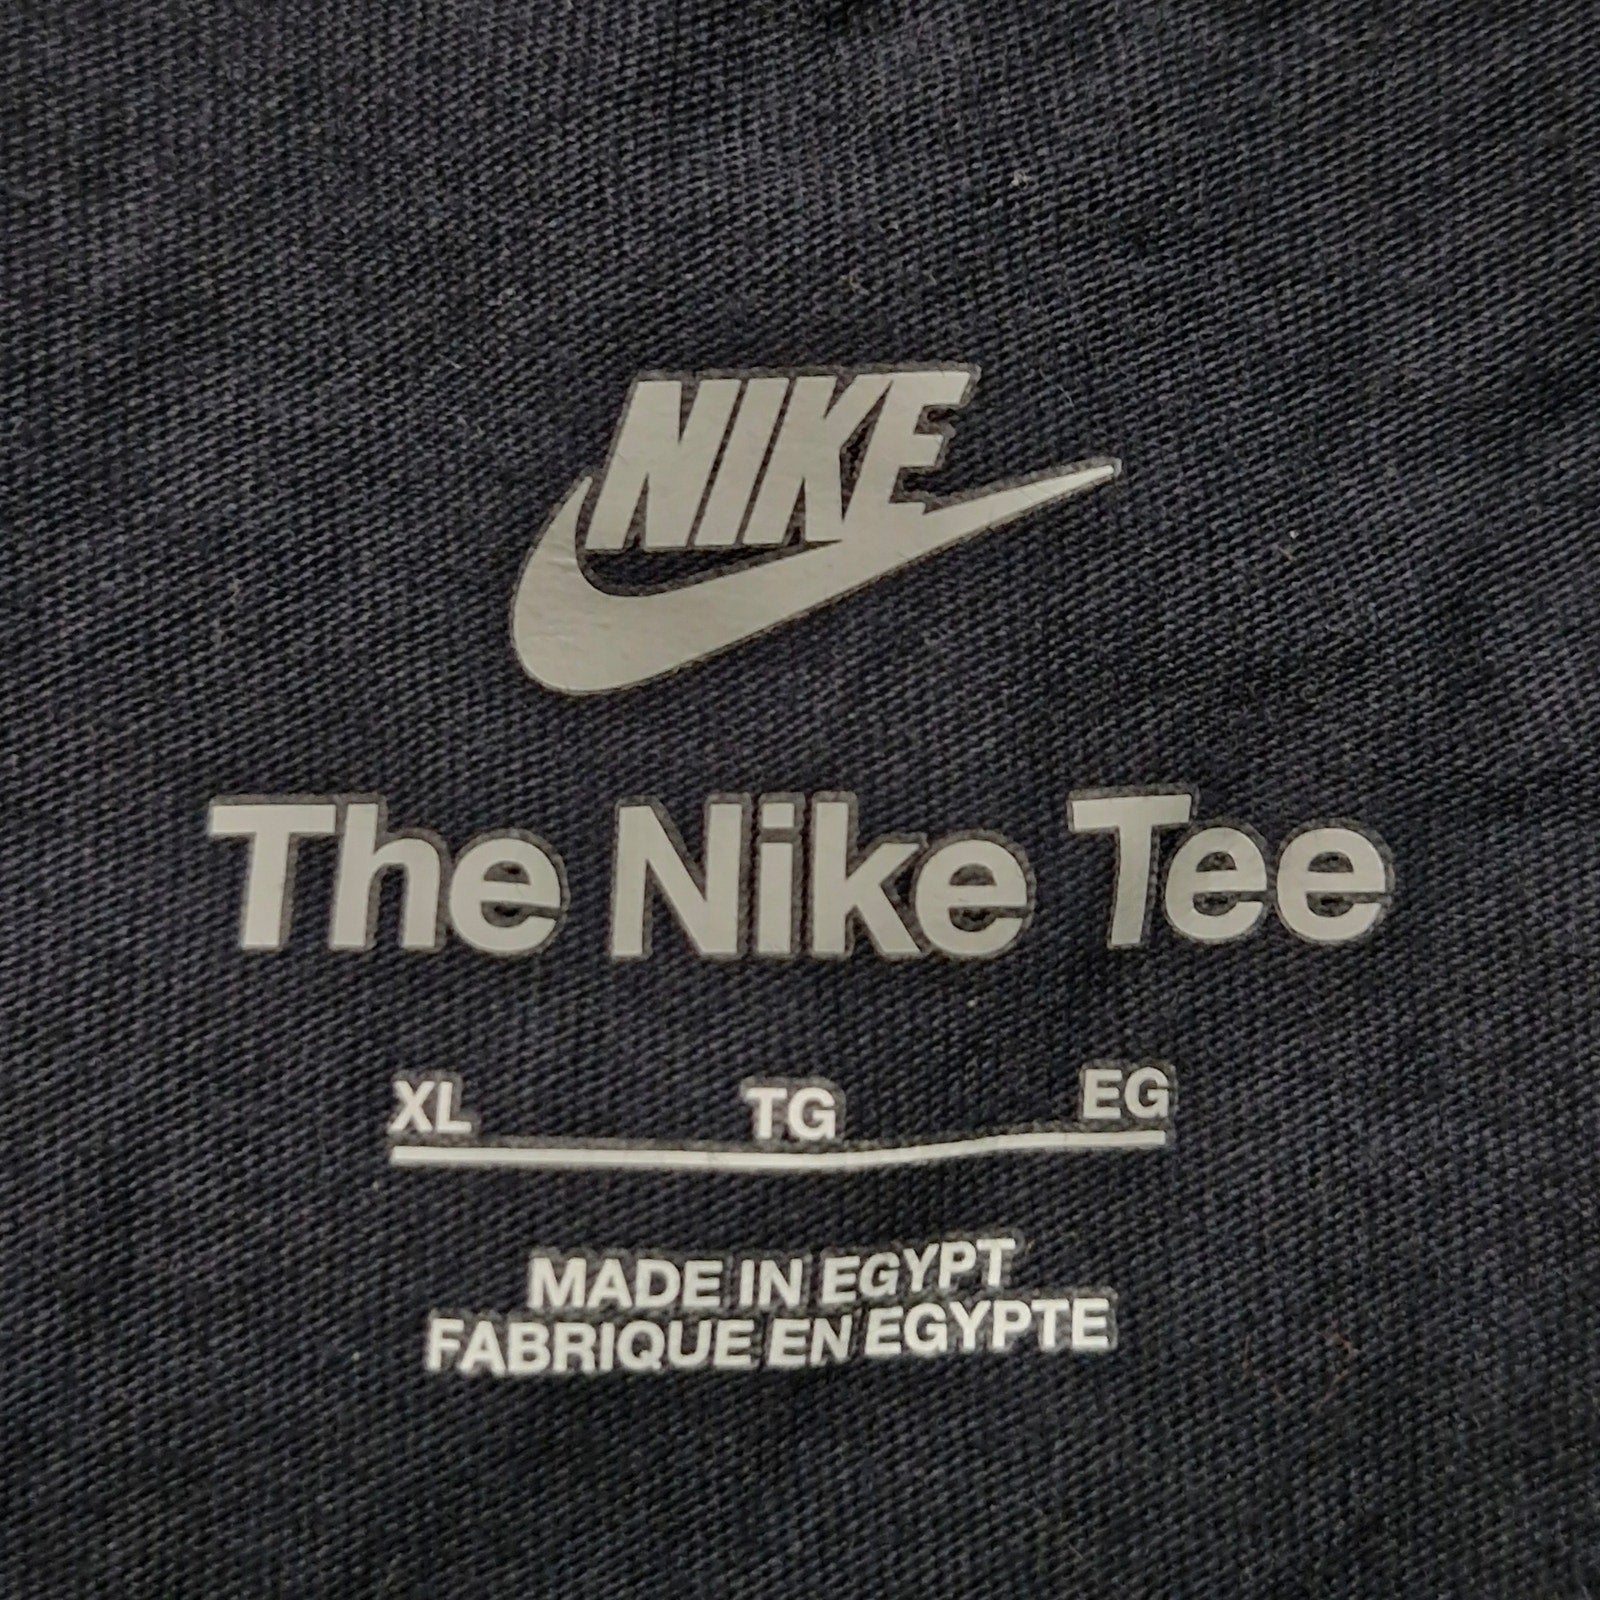 NIKE
The Nike Tee
XL TG EG
MADE IN EGYPT
FABRIQUE EN EGYPTE